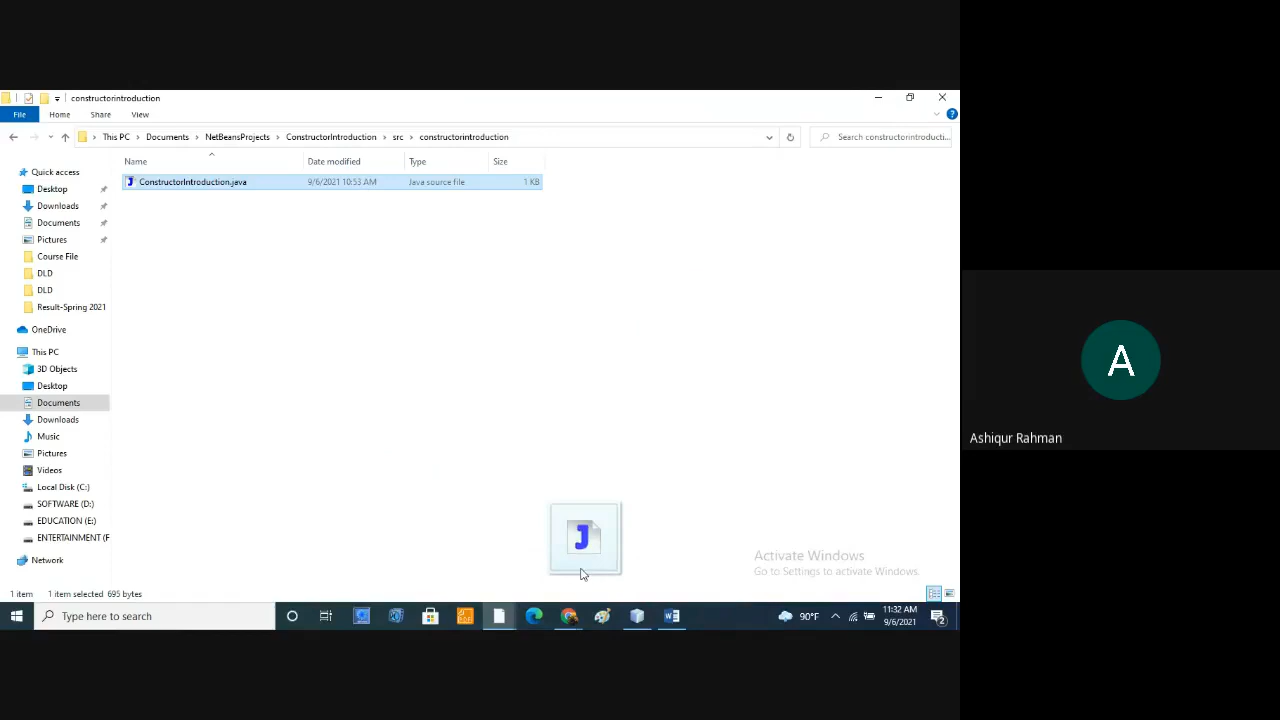 constructorintroduction
File
Home
Share
View
This PC
Documents
NetBeansProjects
ConstructorIntroduction
src
constructorintroduction
Search constructorintroducti...
Name
Date modified
Type
Size
ConstructorIntroduction.java
9/6/2021 10:53 AM
Java source file
1 KB
Quick access
Desktop
Downloads
Documents
Pictures
Course File
DLD
DLD
Result-Spring 2021
OneDrive
This PC
3D Objects
Desktop
Documents
Downloads
Music
Pictures
Videos
Local Disk (C:)
SOFTWARE (D:)
EDUCATION (E:)
ENTERTAINMENT (F
Network
J
Activate Windows
Go to Settings to activate Windows.
1 item
1 item selected 695 bytes
Type here to search
90°F
11:32 AM
9/6/2021
2
A
Ashiqur Rahman